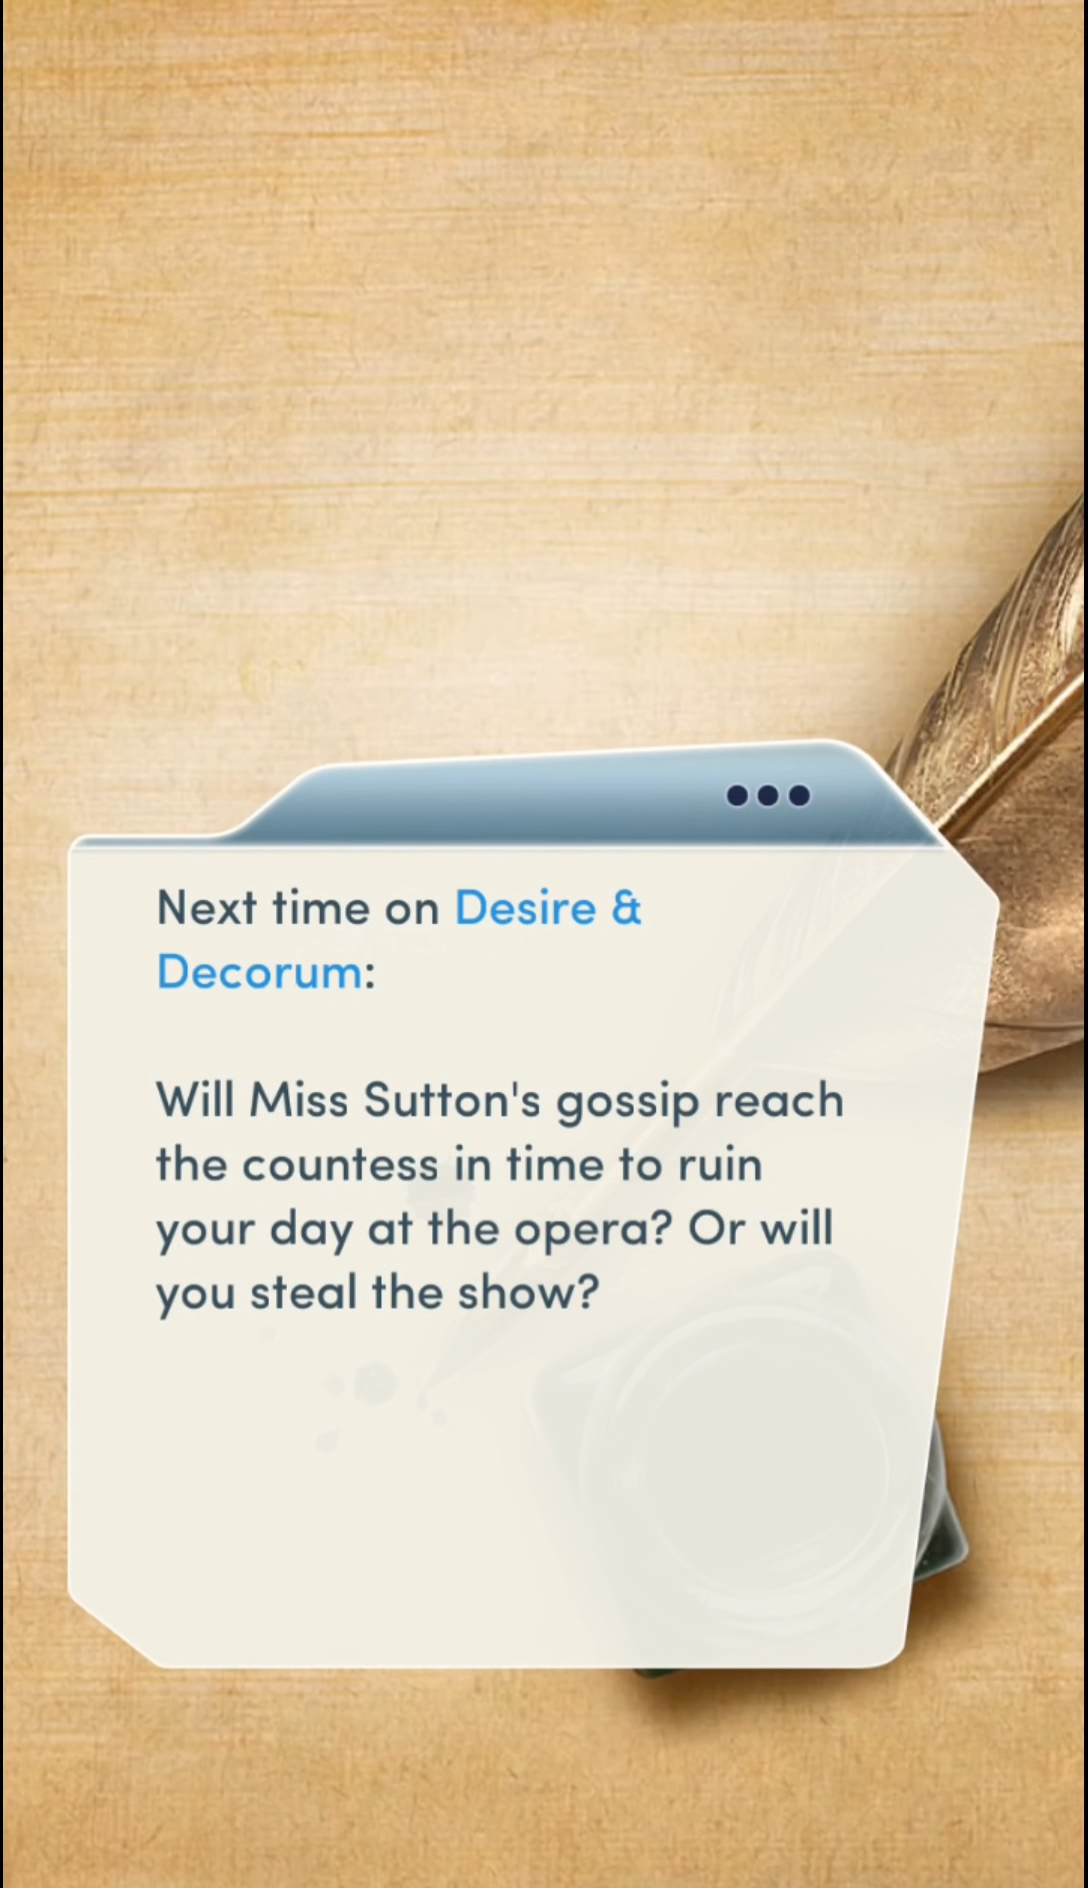 Next time on Desire &
Decorum:
Will Miss Sutton's gossip reach
the countess in time to ruin
your day at the opera? Or will
you steal the show?